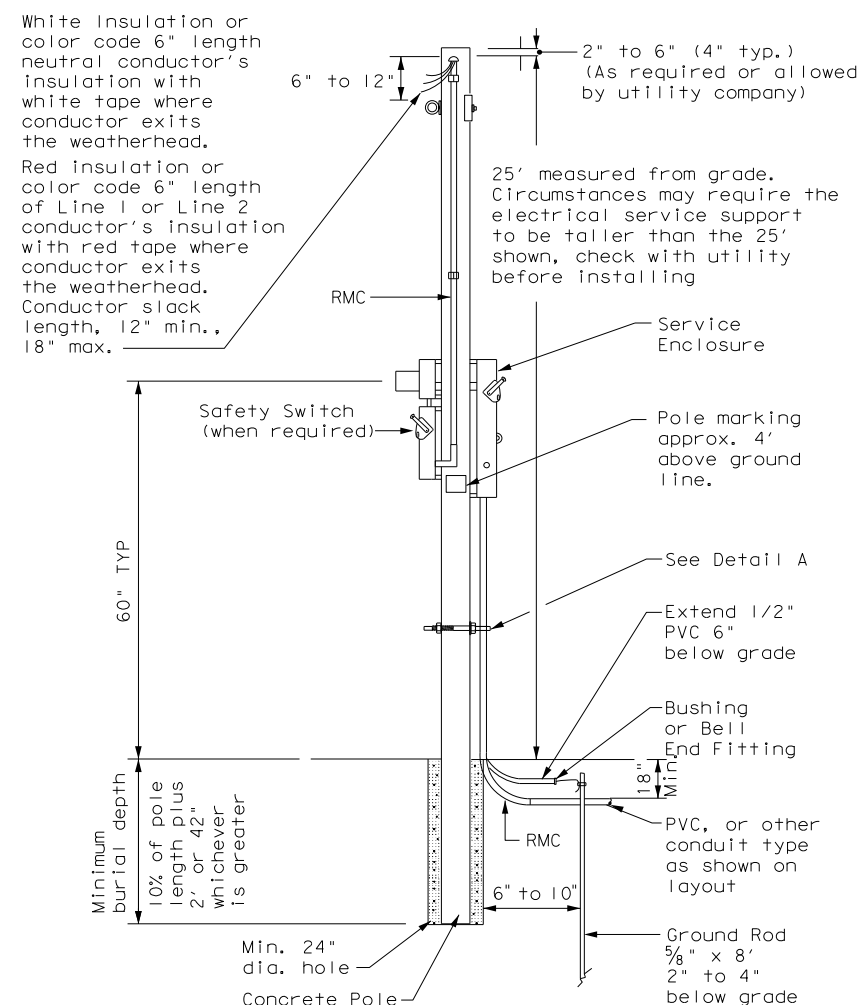 White Insulation or
color code 6" length
neutral conductor's
insulation with
white tape where
conductor exits
the weatherhead.
Red insulation or
color code 6" length
of Line 1 or Line 2
conductor's insulation
with red tape where
conductor exits
the weatherhead.
Conductor slack
length, 12" min.,
18" max.
6" to 12"
2" to 6" (4" typ.)
(As required or allowed
by utility company)
25' measured from grade.
Circumstances may require the
electrical service support
to be taller than the 25'
shown, check with utility
before installing
RMC
Service
Enclosure
Safety Switch
(when required)
Pole marking
approx. 4'
above ground
line.
60" TYP
See Detail A
Extend 1/2"
PVC 6"
below grade
Bushing
or Bell
End Fitting
18"
Min.
Minimum
burial depth
10% of pole
length plus
2' or 42"
whichever
is greater
RMC
PVC, or other
conduit type
as shown on
layout
6" to 10"
Min. 24"
dia. hole
Concrete Pole
Ground Rod
5/8" x 8'
2" to 4"
below grade